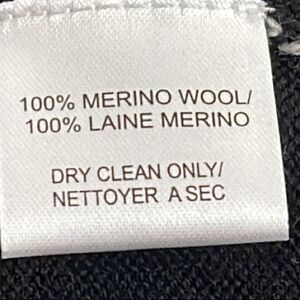 100% MERINO WOOL/
100% LAINE MERINO
DRY CLEAN ONLY/
NETTOYER A SEC